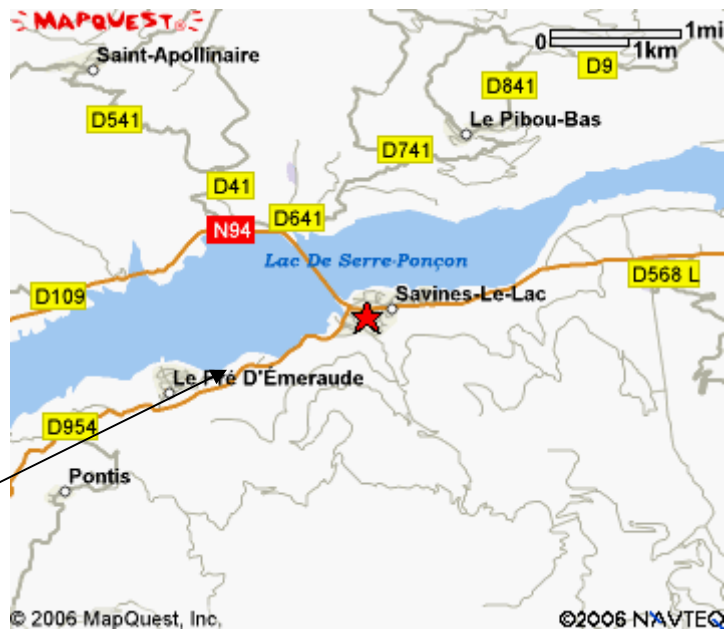 MAPQUEST®
0 1mi
1km
Saint-Apollinaire
D9
D841
D541
Le Pibou-Bas
D741
D41
D641
N94
Lac De Serre-Ponçon
D568 L
D109
Savines-Le-Lac
Le Pré D'Émeraude
D954
Pontis
© 2006 MapQuest, Inc.
©2006 NAVTEQ